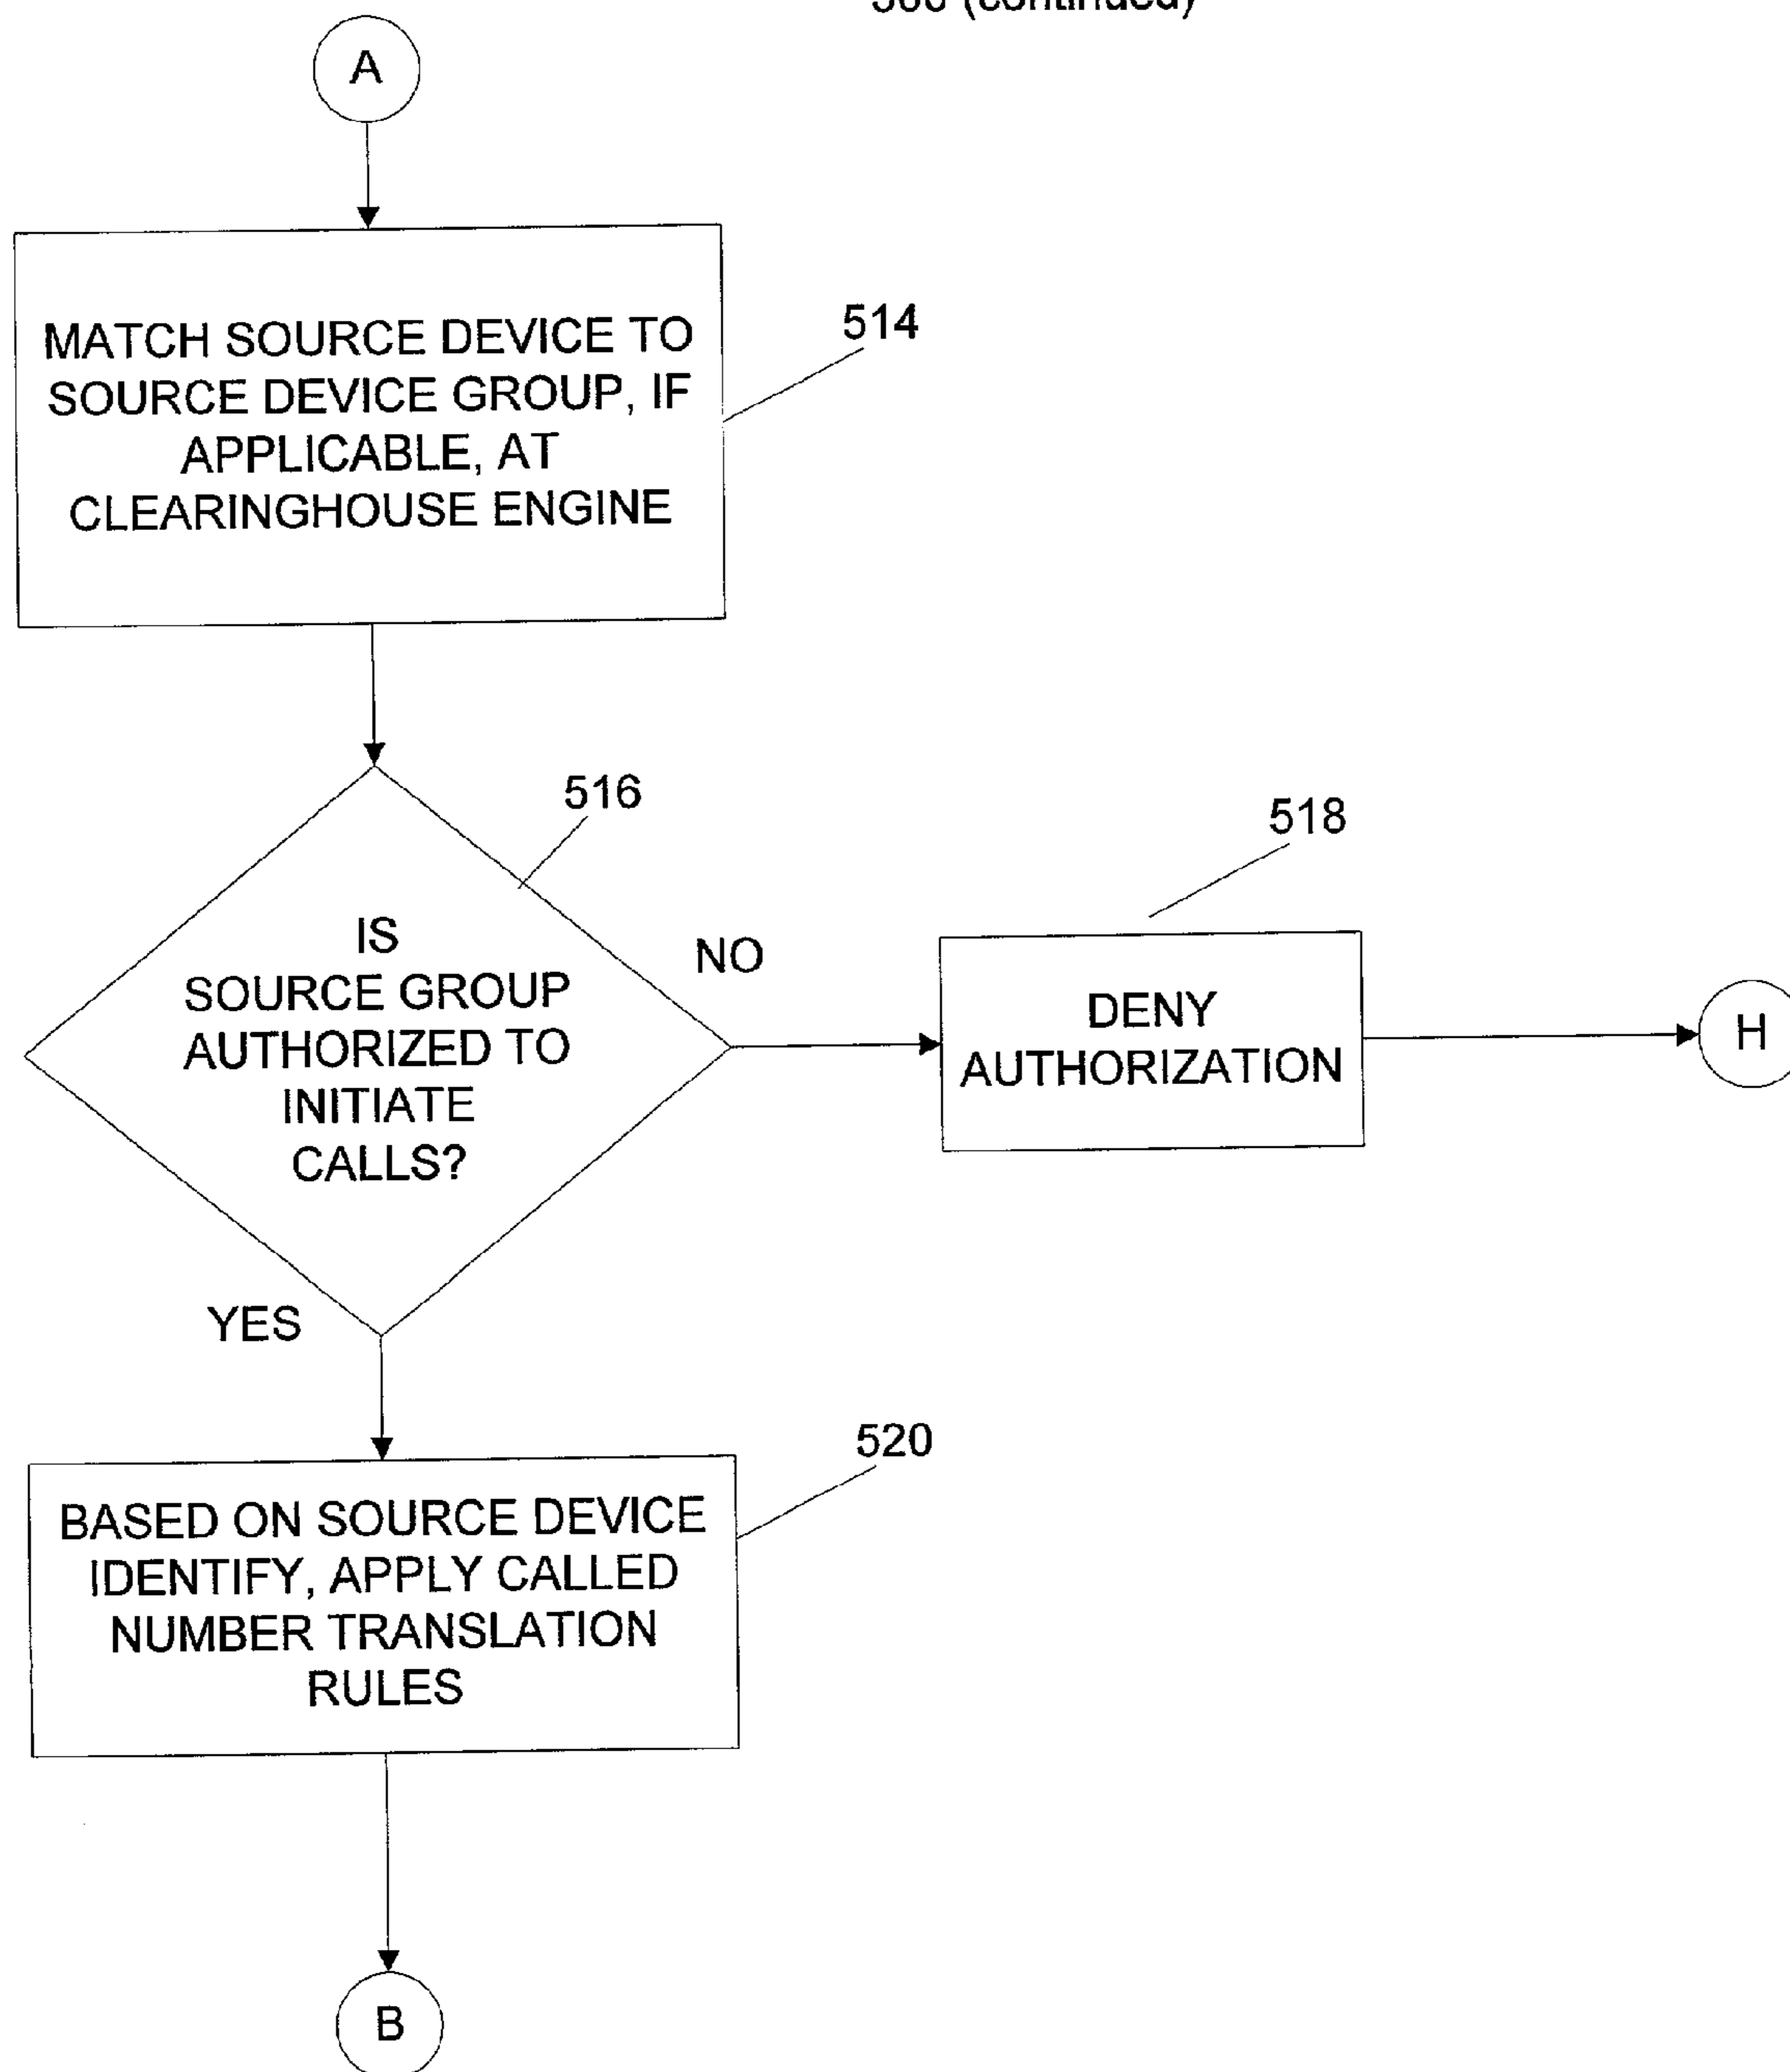 (continued)
A
MATCH SOURCE DEVICE TO
SOURCE DEVICE GROUP, IF
APPLICABLE, AT
CLEARINGHOUSE ENGINE
514
516
IS
SOURCE GROUP
AUTHORIZED TO
INITIATE
CALLS?
NO
518
DENY
AUTHORIZATION
H
YES
520
BASED ON SOURCE DEVICE
IDENTIFY, APPLY CALLED
NUMBER TRANSLATION
RULES
B